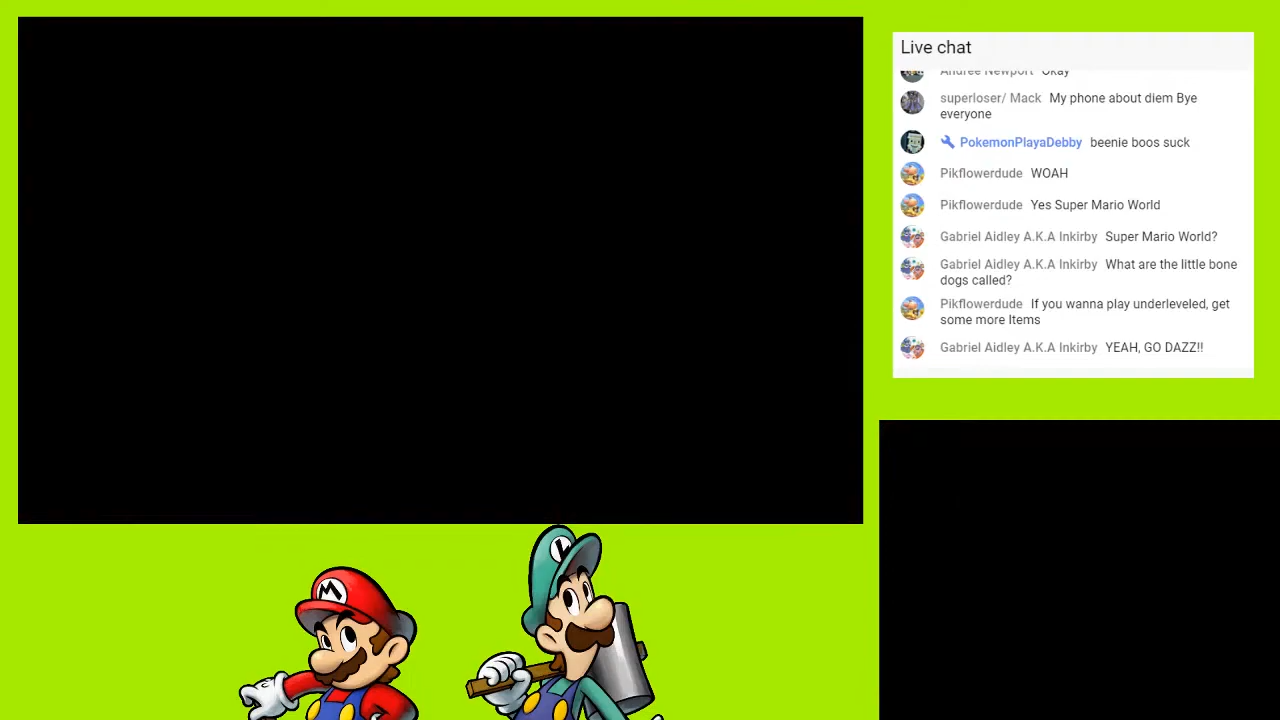 Live chat
Andree Newport Okay
superloser/ Mack My phone about diem Bye
everyone
PokemonPlayaDebby beenie boos suck
Pikflowerdude WOAH
Pikflowerdude Yes Super Mario World
Gabriel Aidley A.K.A Inkirby Super Mario World?
Gabriel Aidley A.K.A Inkirby What are the little bone
dogs called?
Pikflowerdude If you wanna play underleveled, get
some more Items
Gabriel Aidley A.K.A Inkirby YEAH, GO DAZZ!!
M
L